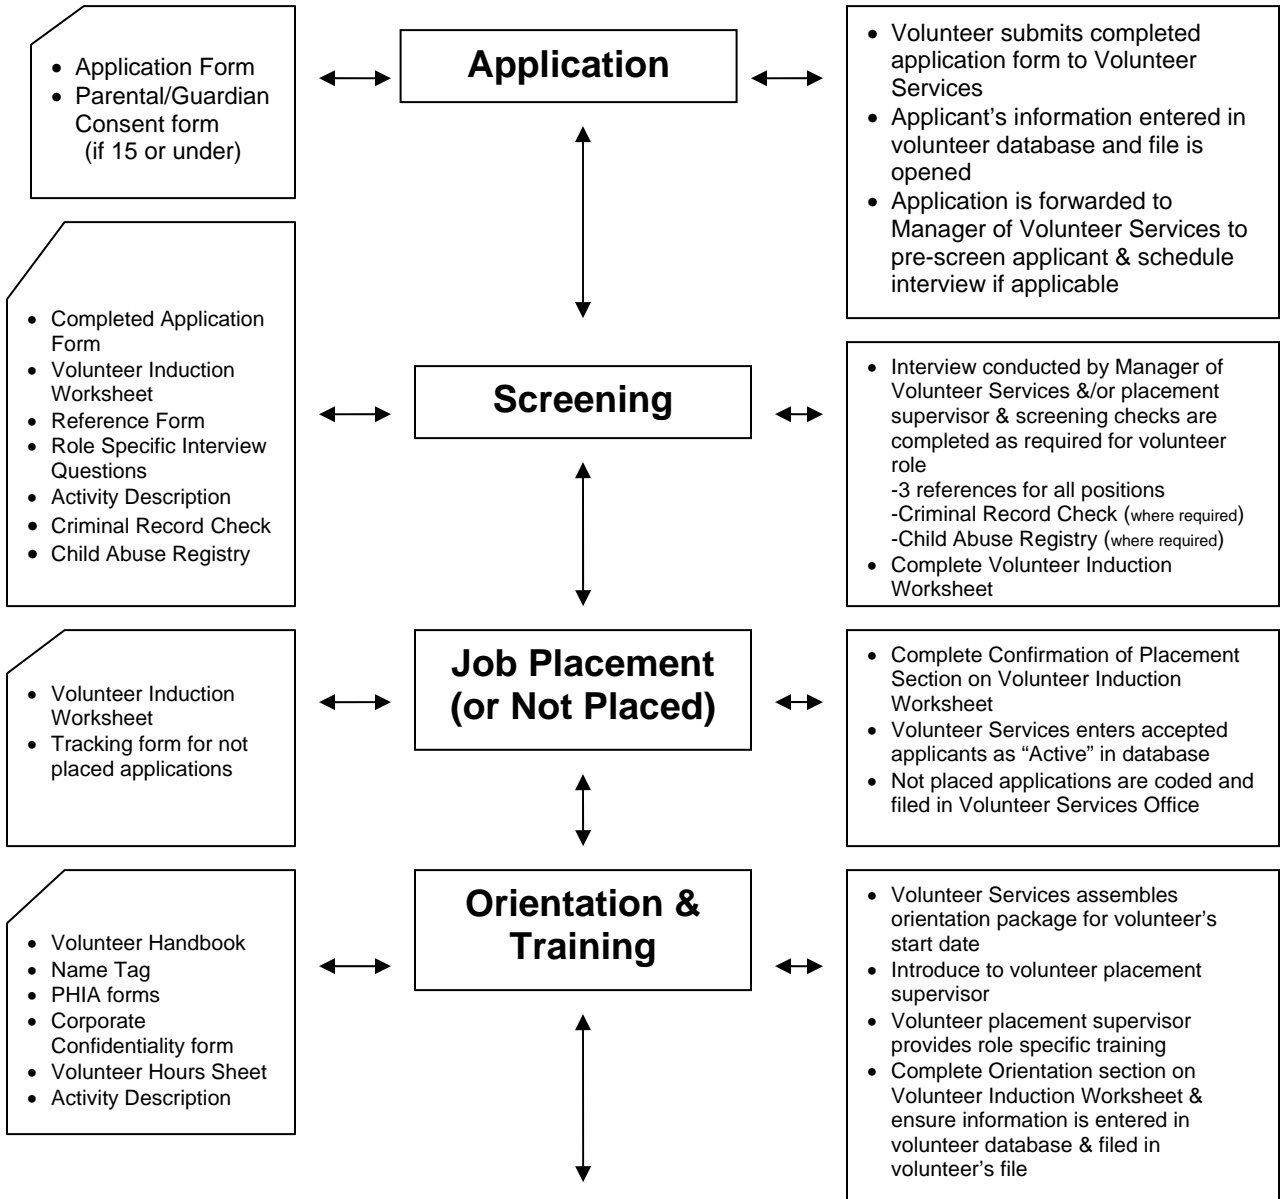 • Application Form
• Parental/Guardian
Consent form
(if 15 or under)
Application
• Volunteer submits completed
application form to Volunteer
Services
• Applicant’s information entered in
volunteer database and file is
opened
• Application is forwarded to
Manager of Volunteer Services to
pre-screen applicant & schedule
interview if applicable
• Completed Application
Form
• Volunteer Induction
Worksheet
• Reference Form
• Role Specific Interview
Questions
• Activity Description
• Criminal Record Check
• Child Abuse Registry
Screening
• Interview conducted by Manager of
Volunteer Services &/or placement
supervisor & screening checks are
completed as required for volunteer
role
-3 references for all positions
-Criminal Record Check (where required)
-Child Abuse Registry (where required)
• Complete Volunteer Induction
Worksheet
• Volunteer Induction
Worksheet
• Tracking form for not
placed applications
Job Placement
(or Not Placed)
• Complete Confirmation of Placement
Section on Volunteer Induction
Worksheet
• Volunteer Services enters accepted
applicants as “Active” in database
• Not placed applications are coded and
filed in Volunteer Services Office
• Volunteer Handbook
• Name Tag
• PHIA forms
• Corporate
Confidentiality form
• Volunteer Hours Sheet
• Activity Description
Orientation &
Training
• Volunteer Services assembles
orientation package for volunteer’s
start date
• Introduce to volunteer placement
supervisor
• Volunteer placement supervisor
provides role specific training
• Complete Orientation section on
Volunteer Induction Worksheet &
ensure information is entered in
volunteer database & filed in
volunteer’s file